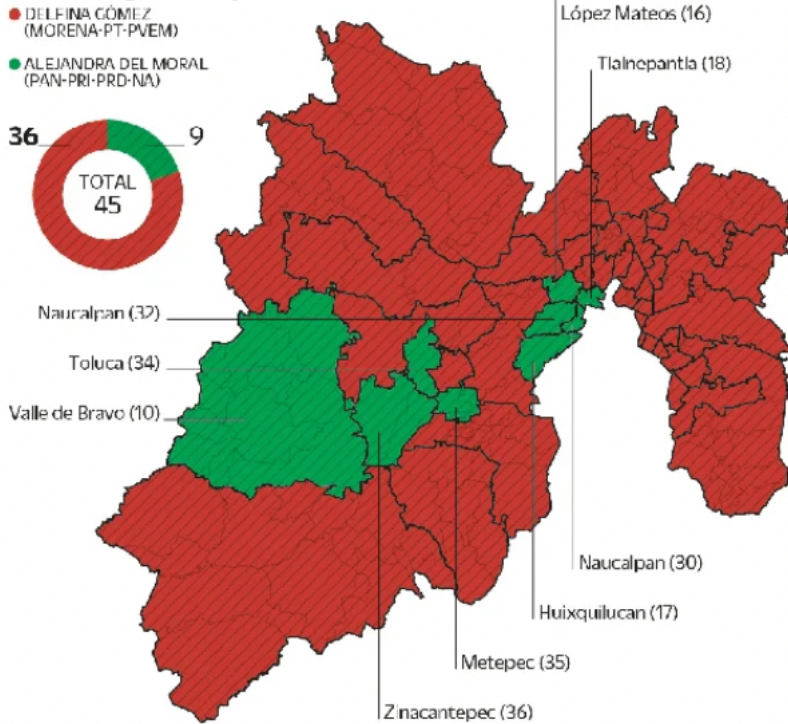 DELFINA GÓMEZ
(MORENA-PT-PVEM)
ALEJANDRA DEL MORAL
(PAN-PRI-PRD-NA)
36
9
TOTAL
45
López Mateos (16)
Tlalnepantla (18)
Naucalpan (32)
Toluca (34)
Valle de Bravo (10)
Naucalpan (30)
Huixquilucan (17)
Metepec (35)
Zinacantepec (36)